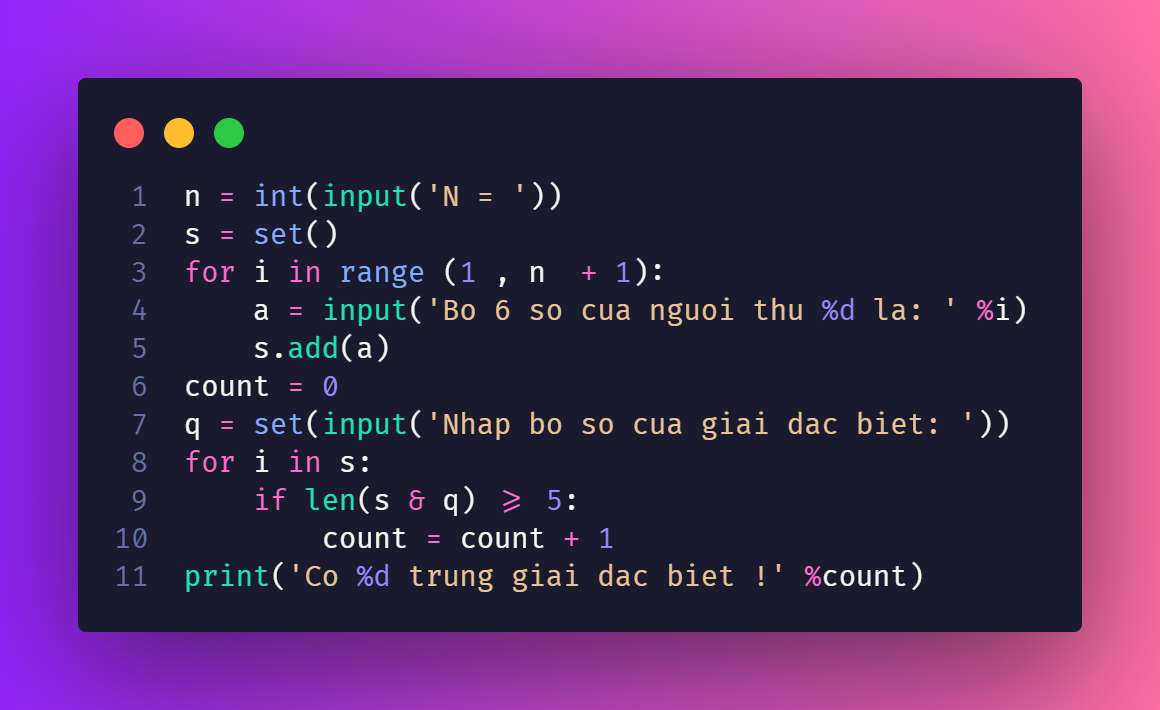 1 n = int(input('N = '))
2 s = set()
3 for i in range (1 , n  + 1):
4     a = input('Bo 6 so cua nguoi thu %d la: ' %i)
5     s.add(a)
6 count = 0
7 q = set(input('Nhap bo so cua giai dac biet: '))
8 for i in s:
9     if len(s & q) >= 5:
10         count = count + 1
11 print('Co %d trung giai dac biet !' %count)